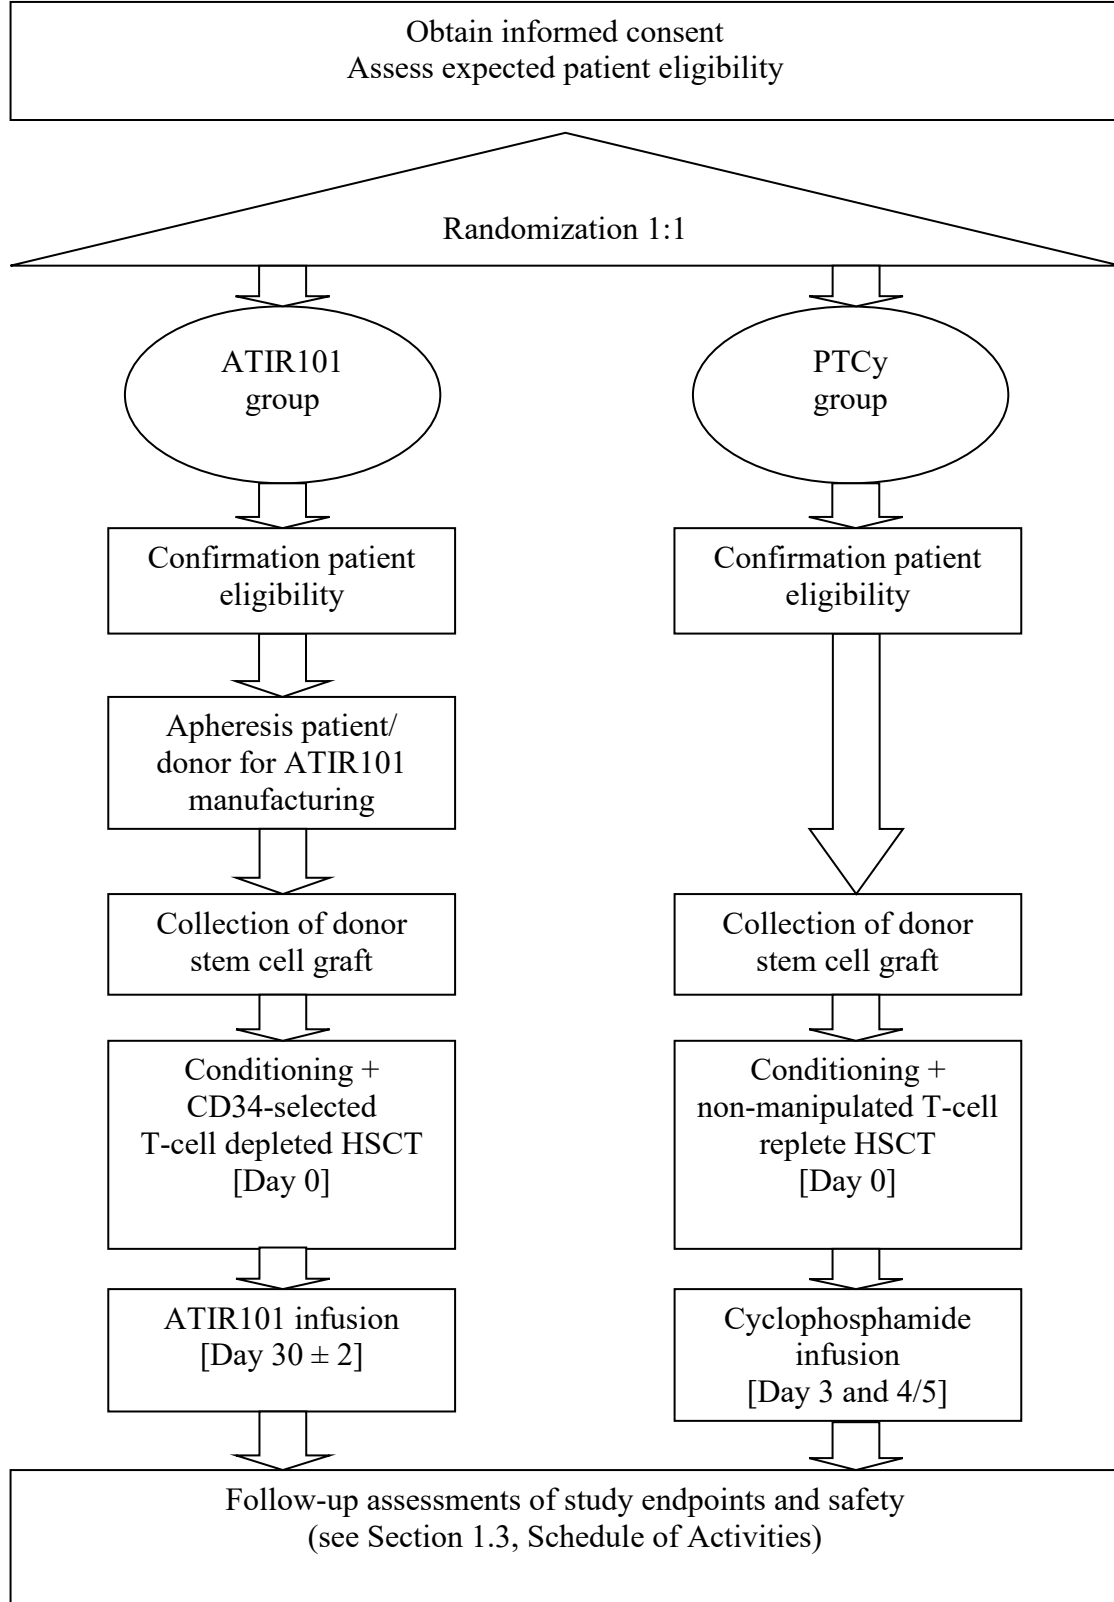 Obtain informed consent
Assess expected patient eligibility
Randomization 1:1
ATIR101
group
PTCy
group
Confirmation patient
eligibility
Confirmation patient
eligibility
Apheresis patient/
donor for ATIR101
manufacturing
Collection of donor
stem cell graft
Collection of donor
stem cell graft
Conditioning +
CD34-selected
T-cell depleted HSCT
[Day 0]
Conditioning +
non-manipulated T-cell
replete HSCT
[Day 0]
ATIR101 infusion
[Day 30 ± 2]
Cyclophosphamide
infusion
[Day 3 and 4/5]
Follow-up assessments of study endpoints and safety
(see Section 1.3, Schedule of Activities)